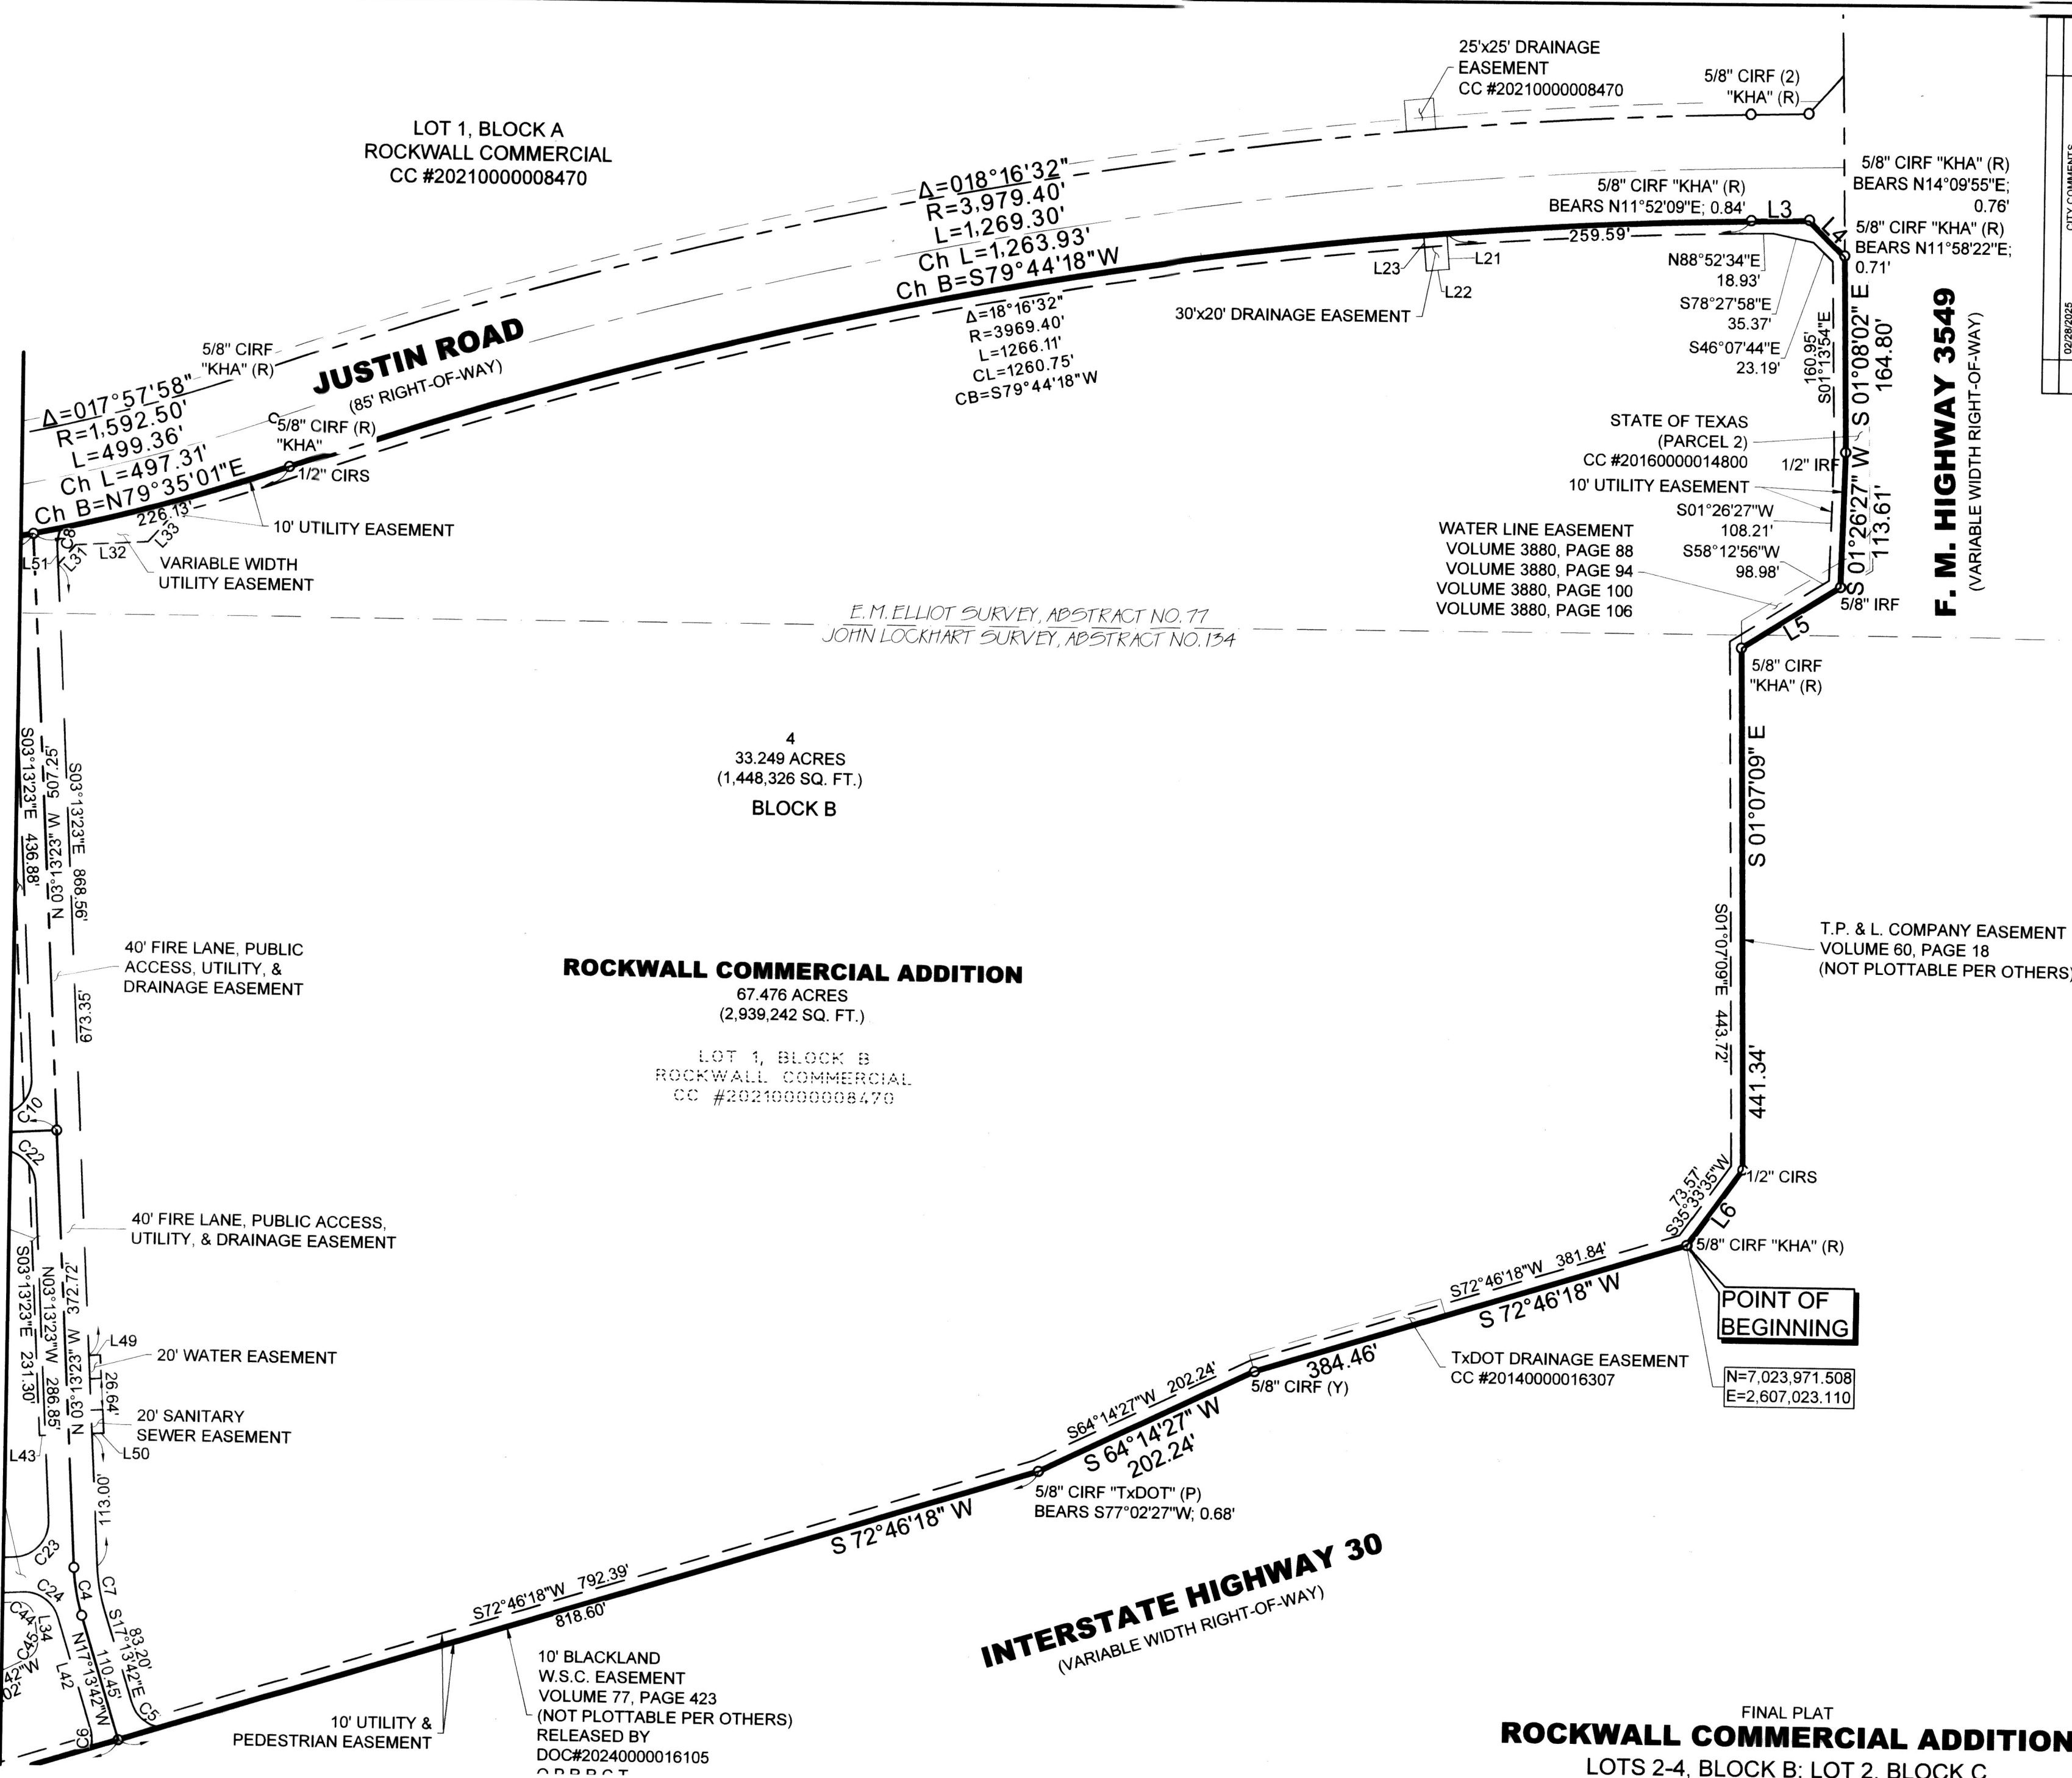 25'x25' DRAINAGE
EASEMENT
CC #20210000008470
5/8" CIRF (2)
"KHA" (R)
LOT 1, BLOCK A
ROCKWALL COMMERCIAL
CC #20210000008470
Δ=018°16'32"
R=3,979.40'
L=1,269.30'
Ch L=1,263.93'
Ch B=S79°44'18"W
5/8" CIRF "KHA" (R)
BEARS N11°52'09"E; 0.84'
L3
L4
5/8" CIRF "KHA" (R)
BEARS N14°09'55"E;
0.76'
5/8" CIRF "KHA" (R)
BEARS N11°58'22"E;
0.71'
CITY COMMENTS
02/28/2025
259.59'
L23
L21
L22
30'x20' DRAINAGE EASEMENT
N88°52'34"E
18.93'
S78°27'58"E
35.37'
S46°07'44"E
23.19'
160.95'
S01°13'54"E
S 01°08'02" E
164.80'
F. M. HIGHWAY 3549
(VARIABLE WIDTH RIGHT-OF-WAY)
Δ=18°16'32"
R=3969.40'
L=1266.11'
CL=1260.75'
CB=S79°44'18"W
JUSTIN ROAD
(85' RIGHT-OF-WAY)
5/8" CIRF
"KHA" (R)
Δ=017°57'58"
R=1,592.50'
L=499.36'
Ch L=497.31'
Ch B=N79°35'01"E
5/8" CIRF (R)
"KHA"
1/2" CIRS
226.13'
10' UTILITY EASEMENT
C8
L51
L31
L32
L33
VARIABLE WIDTH
UTILITY EASEMENT
STATE OF TEXAS
(PARCEL 2)
CC #20160000014800
1/2" IRF
10' UTILITY EASEMENT
S01°26'27"W
108.21'
S58°12'56"W
98.98'
S 01°26'27" W
113.61'
WATER LINE EASEMENT
VOLUME 3880, PAGE 88
VOLUME 3880, PAGE 94
VOLUME 3880, PAGE 100
VOLUME 3880, PAGE 106
5/8" IRF
L5
5/8" CIRF
"KHA" (R)
E.M. ELLIOT SURVEY, ABSTRACT NO. 77
JOHN LOCKHART SURVEY, ABSTRACT NO. 134
4
33.249 ACRES
(1,448,326 SQ. FT.)
BLOCK B
S03°13'23"E 436.88'
N 03°13'23" W 507.25'
S03°13'23"E 868.56'
673.35'
40' FIRE LANE, PUBLIC
ACCESS, UTILITY, &
DRAINAGE EASEMENT
ROCKWALL COMMERCIAL ADDITION
67.476 ACRES
(2,939,242 SQ. FT.)
LOT 1, BLOCK B
ROCKWALL COMMERCIAL
CC #20210000008470
S 01°07'09" E
441.34'
S01°07'09"E 443.72'
T.P. & L. COMPANY EASEMENT
VOLUME 60, PAGE 18
(NOT PLOTTABLE PER OTHERS)
C10
C22
40' FIRE LANE, PUBLIC ACCESS,
UTILITY, & DRAINAGE EASEMENT
S03°13'23"E 231.30'
N03°13'23"W 286.85'
N 03°13'23" W 372.72'
L49
20' WATER EASEMENT
26.64'
20' SANITARY
SEWER EASEMENT
L43
L50
113.00'
73.57'
S35°33'35"W
L6
1/2" CIRS
5/8" CIRF "KHA" (R)
POINT OF
BEGINNING
N=7,023,971.508
E=2,607,023.110
S72°46'18"W 381.84'
S 72°46'18" W
384.46'
TxDOT DRAINAGE EASEMENT
CC #20140000016307
5/8" CIRF (Y)
S64°14'27"W 202.24'
S 64°14'27" W
202.24'
5/8" CIRF "TxDOT" (P)
BEARS S77°02'27"W; 0.68'
S 72°46'18" W
S72°46'18"W 792.39'
818.60'
INTERSTATE HIGHWAY 30
(VARIABLE WIDTH RIGHT-OF-WAY)
C23
C24
C4
C7
C44
C45
L34
L42
42"W
02'
N17°13'42"W
110.45'
83.20'
S17°13'42"E
C5
C6
10' UTILITY &
PEDESTRIAN EASEMENT
10' BLACKLAND
W.S.C. EASEMENT
VOLUME 77, PAGE 423
(NOT PLOTTABLE PER OTHERS)
RELEASED BY
DOC#20240000016105
O.P.R.R.C.T.
FINAL PLAT
ROCKWALL COMMERCIAL ADDITION
LOTS 2-4, BLOCK B; LOT 2, BLOCK C